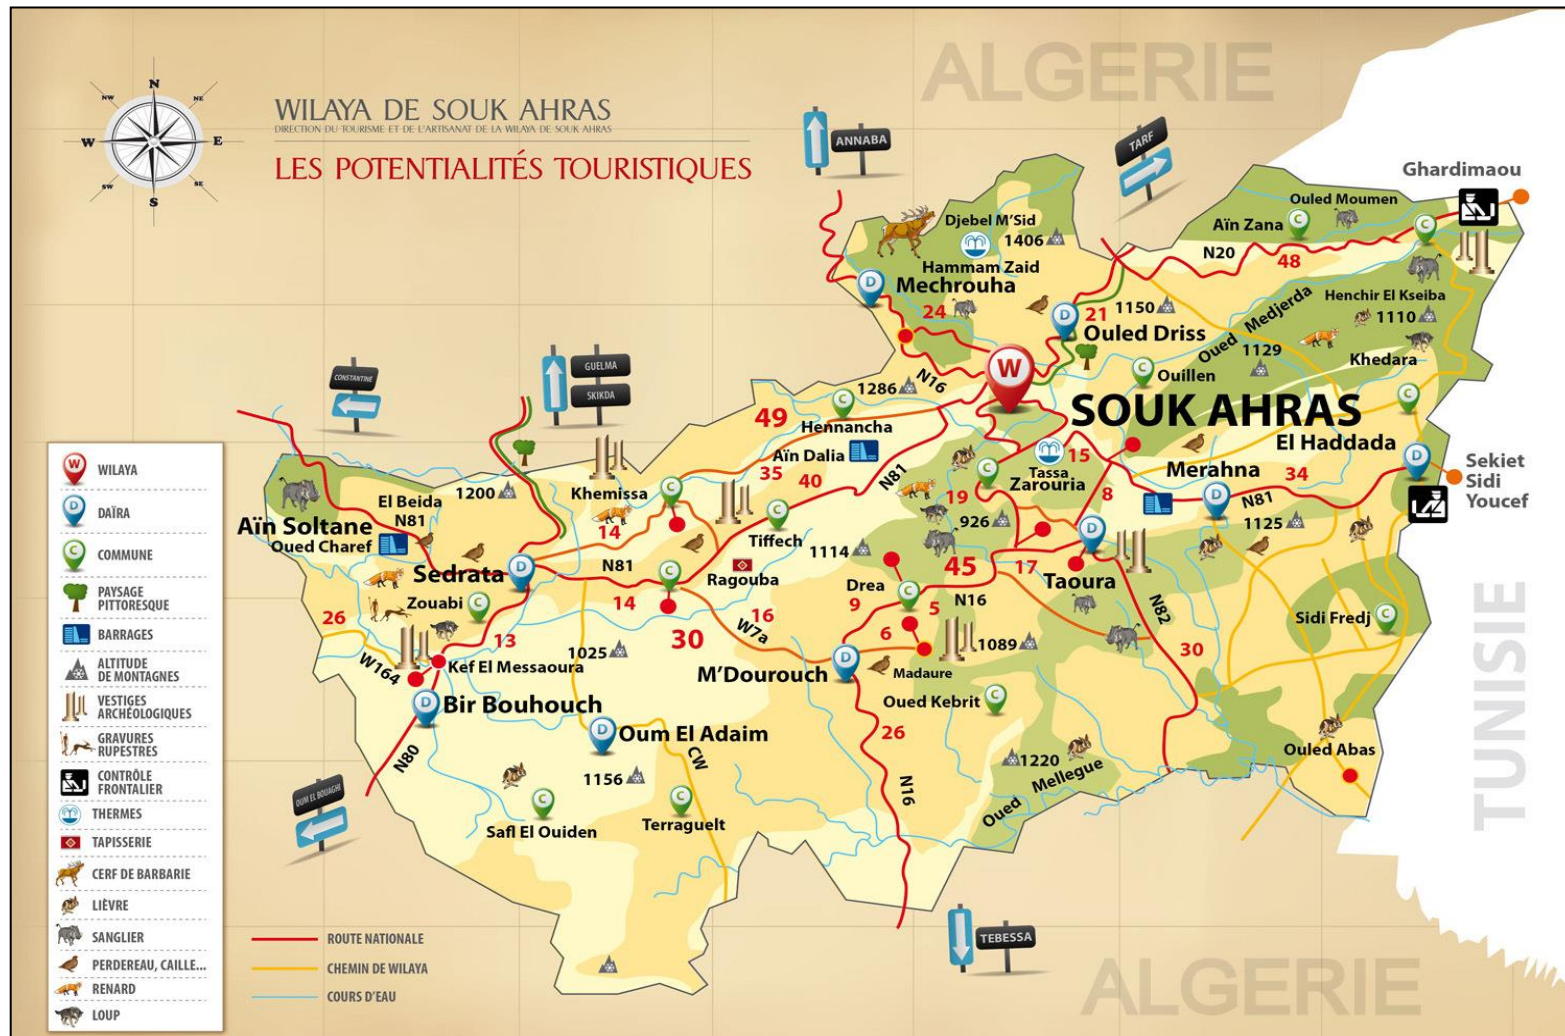 ALGERIE
WILAYA DE SOUK AHRAS
DIRECTION DU TOURISME ET DE L'ARTISANAT DE LA WILAYA DE SOUK AHRAS
LES POTENTIALITÉS TOURISTIQUES
N
NE
E
SE
S
SW
W
NW
ANNABA
TARF
Ghardimaou
Ouled Moumen
Aïn Zana
C
C
N20
48
Djebel M'Sid
1406
Hammam Zaid
Mechrouha
D
24
21
1150
Ouled Driss
D
Oued Medjerda
Henchir El Kseiba
1110
1129
Khedara
C
W
N16
Ouillen
C
SOUK AHRAS
GUELMA
SKIKDA
CONSTANTINE
1286
C
Hennancha
49
Aïn Dalia
35
40
N81
El Haddada
D
Sekiet
Sidi
Youcef
Tassa
Zarouria
C
15
19
8
Merahna
D
34
N81
1125
926
1200
Khemissa
C
El Beida
N81
Aïn Soltane
Oued Charef
14
Tiffech
C
1114
Sedrata
D
N81
C
Ragouba
Drea
C
45
17
D
Taoura
N16
N82
Zouabi
C
14
16
9
5
6
26
13
30
W7a
1025
Sidi Fredj
C
30
W164
Kef El Messaoura
M'Dourouch
D
Madaure
1089
Bir Bouhouch
D
Oued Kebrit
C
Oum El Adaim
D
26
CW
N80
1156
1220
Oued Mellegue
Ouled Abas
N16
OUM EL BOUAGHI
Safl El Ouiden
C
Terraguelt
C
TEBESSA
TUNISIE
ALGERIE
W
WILAYA
D
DAÏRA
C
COMMUNE
PAYSAGE
PITTORESQUE
BARRAGES
ALTITUDE
DE MONTAGNES
VESTIGES
ARCHÉOLOGIQUES
GRAVURES
RUPESTRES
CONTRÔLE
FRONTALIER
THERMES
TAPISSERIE
CERF DE BARBARIE
LIÈVRE
SANGLIER
PERDEREAU, CAILLE...
RENARD
LOUP
ROUTE NATIONALE
CHEMIN DE WILAYA
COURS D'EAU